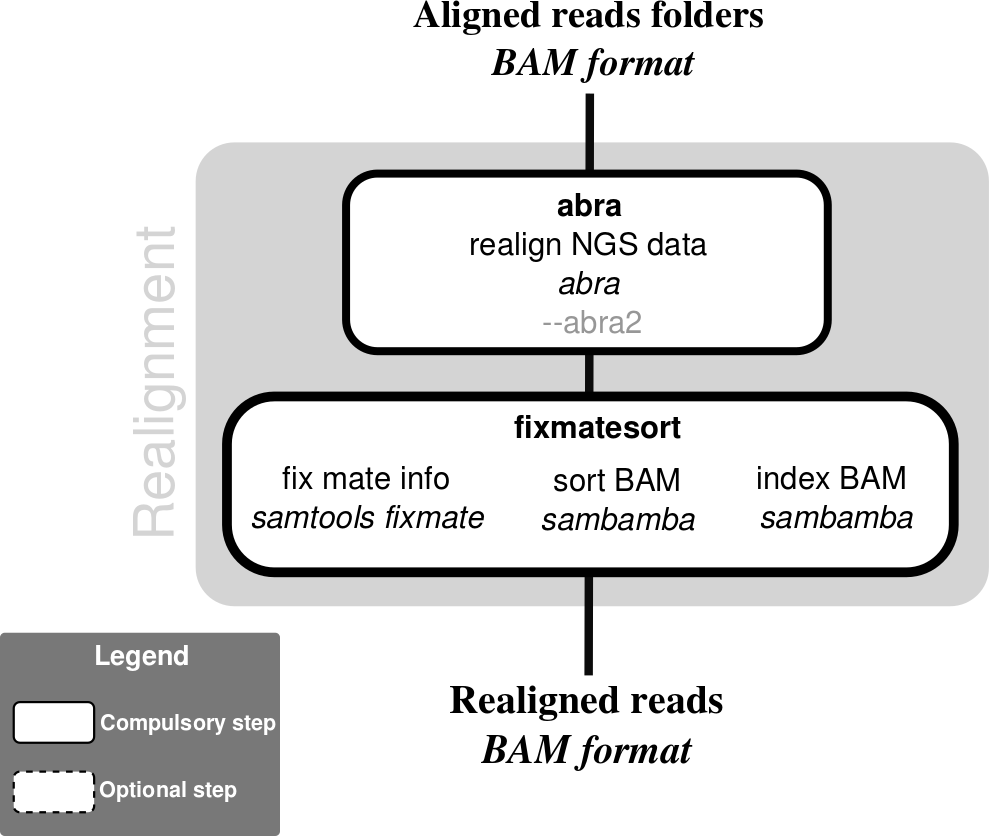 Aligned reads folders
BAM format
Realignment
abra
realign NGS data
abra
--abra2
fixmatesort
fix mate info
samtools fixmate
sort BAM
sambamba
index BAM
sambamba
Realigned reads
BAM format
Legend
Compulsory step
Optional step